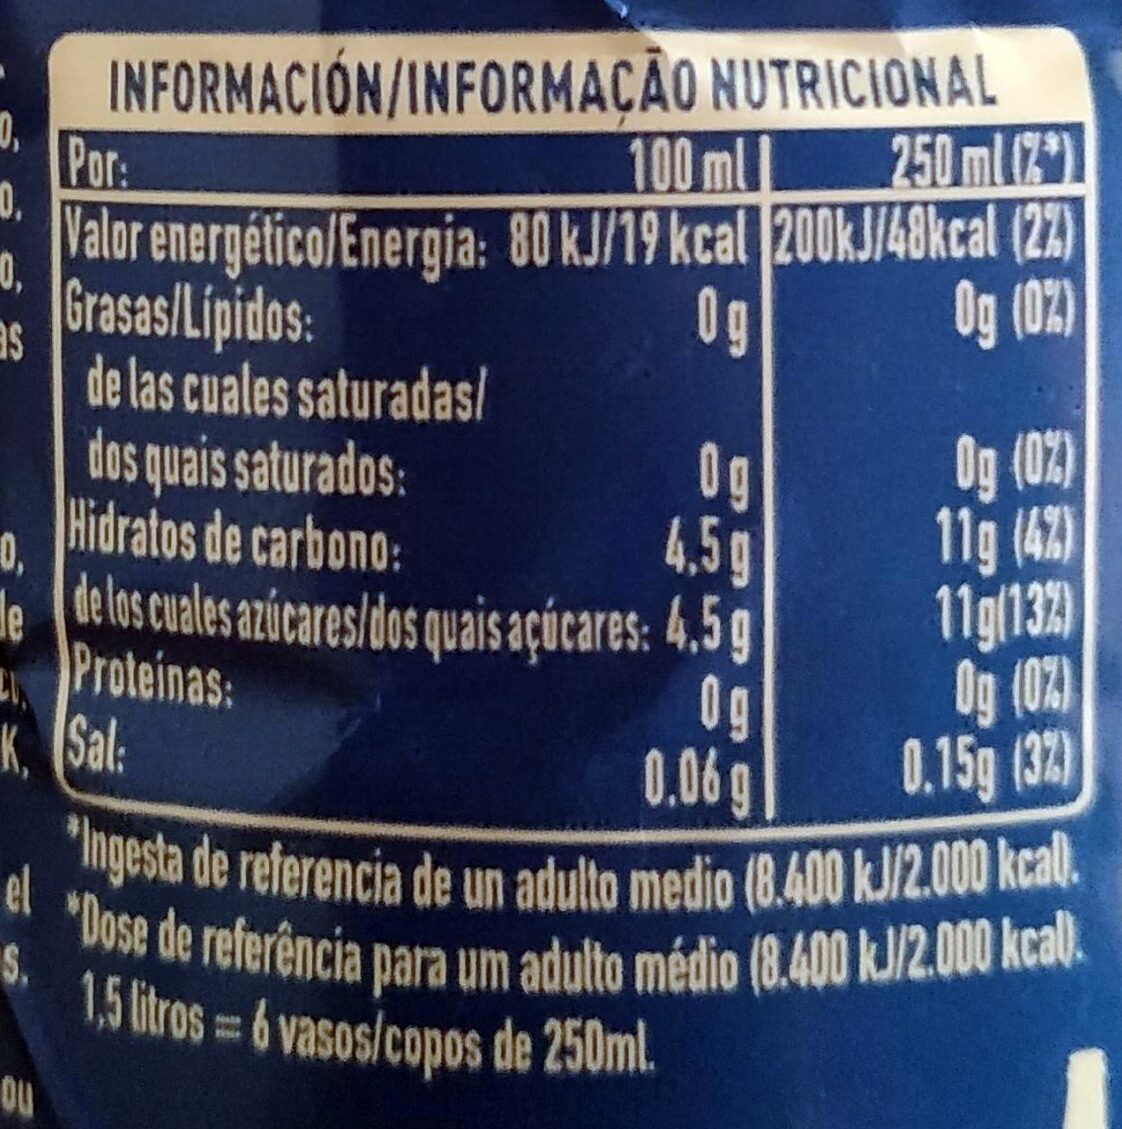 INFORMACIÓN/INFORMAÇÃO NUTRICIONAL
Por: 100 ml 250 ml (%*)
Valor energético/Energia: 80 kJ/19 kcal 200kJ/48kcal (2%)
Grasas/Lípidos: 0 g 0g (0%)
de las cuales saturadas/
dos quais saturados: 0 g 0g (0%)
Hidratos de carbono: 4.5 g 11g (4%)
de los cuales azúcares/dos quais açúcares: 4.5 g 11g(13%)
Proteínas: 0 g 0g (0%)
Sal: 0.06 g 0.15g (3%)
*Ingesta de referencia de un adulto medio (8.400 kJ/2.000 kcal).
*Dose de referência para um adulto médio (8.400 kJ/2.000 kcal).
1,5 litros = 6 vasos/copos de 250ml.
el
ou